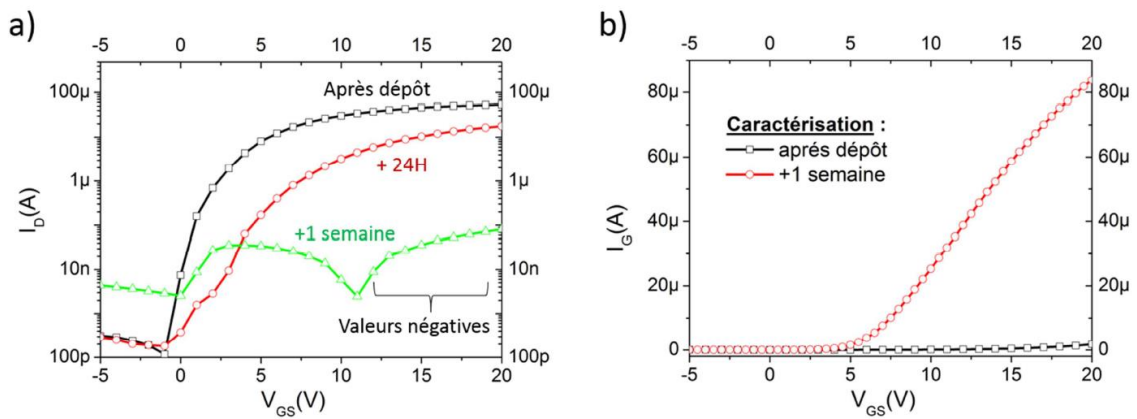 a)
-5 0 5 10 15 20
100µ 100µ
1µ 1µ
10n 10n
100p 100p
-5 0 5 10 15 20
I_D(A)
V_GS(V)
Après dépôt
+ 24H
+1 semaine
Valeurs négatives
b)
-5 0 5 10 15 20
80µ 80µ
60µ 60µ
40µ 40µ
20µ 20µ
0 0
-5 0 5 10 15 20
I_G(A)
V_GS(V)
Caractérisation :
aprés dépôt
+1 semaine